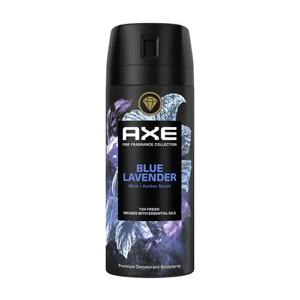 AXE
FINE FRAGRANCE COLLECTION
BLUE
LAVENDER
Mint + Amber Scent
72H FRESH
INFUSED WITH ESSENTIAL OILS
Premium Deodorant Bodyspray